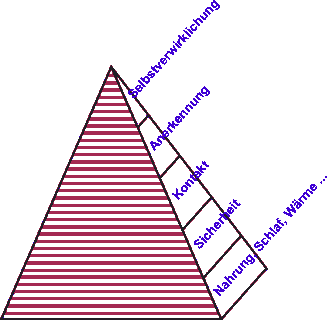 Selbstverwirklichung
Anerkennung
Kontakt
Sicherheit
Nahrung, Schlaf, Wärme ...